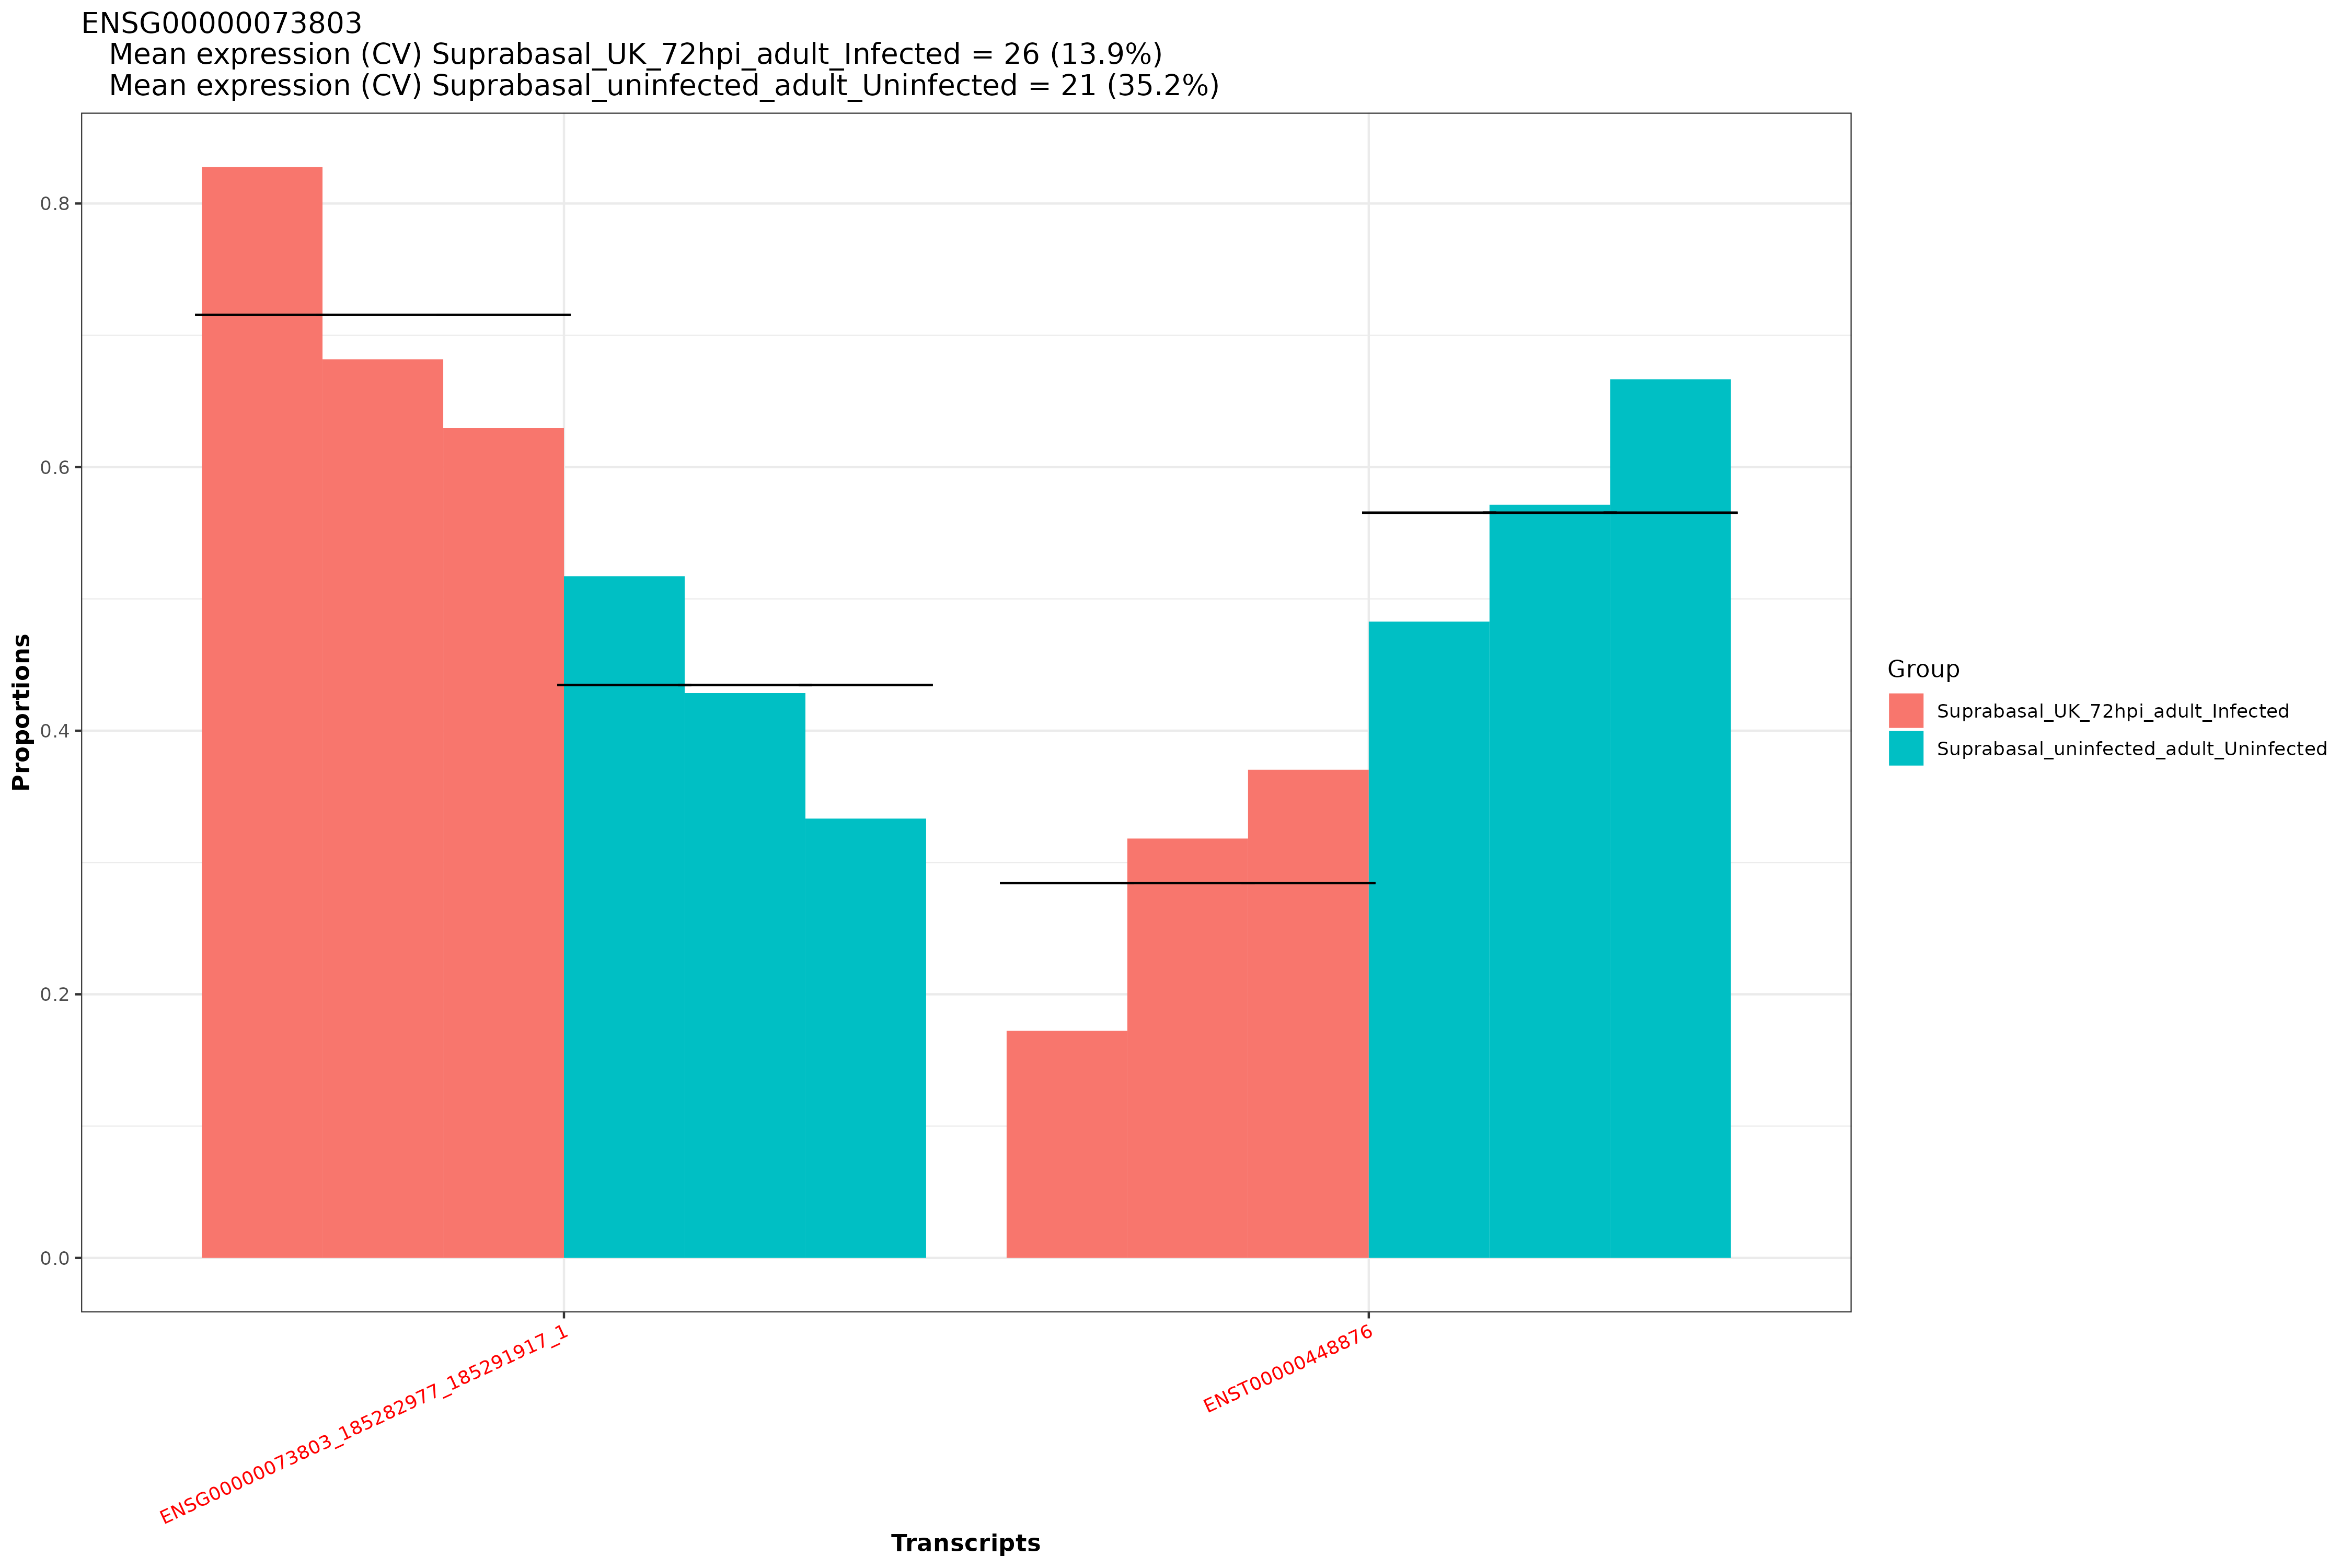 ENSG00000073803
Mean expression (CV) Suprabasal_UK_72hpi_adult_Infected = 26 (13.9%)
Mean expression (CV) Suprabasal_uninfected_adult_Uninfected = 21 (35.2%)
0.8
0.6
0.4
0.2
0.0
Proportions
ENSG00000073803_185282977_185291917_1
ENST0000448876
Transcripts
Group
Suprabasal_UK_72hpi_adult_Infected
Suprabasal_uninfected_adult_Uninfected